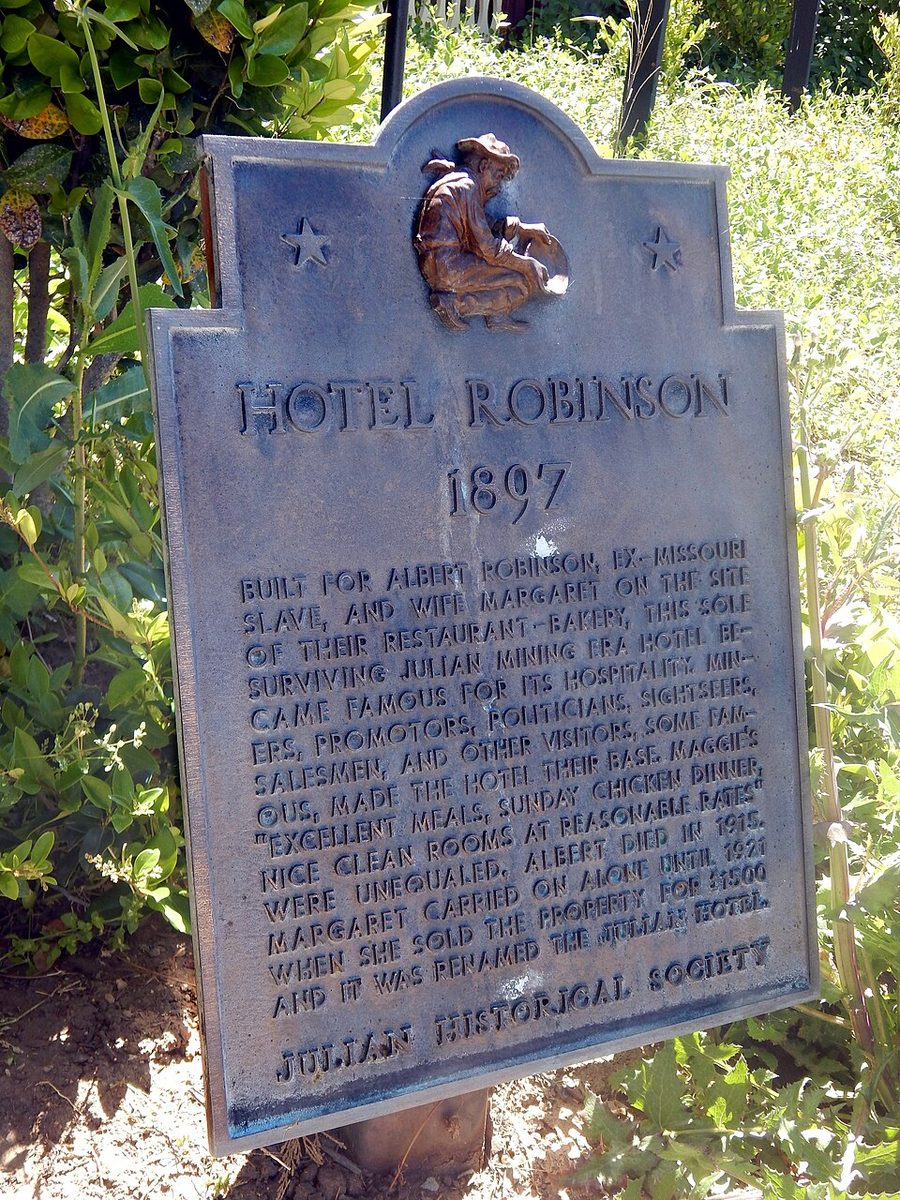 HOTEL ROBINSON
1897
BUILT FOR ALBERT ROBINSON, EX-MISSOURI
SLAVE, AND WIFE MARGARET ON THE SITE
OF THEIR RESTAURANT-BAKERY, THIS SOLE
SURVIVING JULIAN MINING ERA HOTEL BE-
CAME FAMOUS FOR ITS HOSPITALITY. MIN-
ERS, PROMOTORS, POLITICIANS, SIGHTSEERS,
SALESMEN, AND OTHER VISITORS, SOME FAM-
OUS, MADE THE HOTEL THEIR BASE. MAGGIE'S
"EXCELLENT MEALS, SUNDAY CHICKEN DINNER,
NICE CLEAN ROOMS AT REASONABLE RATES"
WERE UNEQUALED. ALBERT DIED IN 1915.
MARGARET CARRIED ON ALONE UNTIL 1921
WHEN SHE SOLD THE PROPERTY FOR $1500
AND IT WAS RENAMED THE JULIAN HOTEL.
JULIAN HISTORICAL SOCIETY